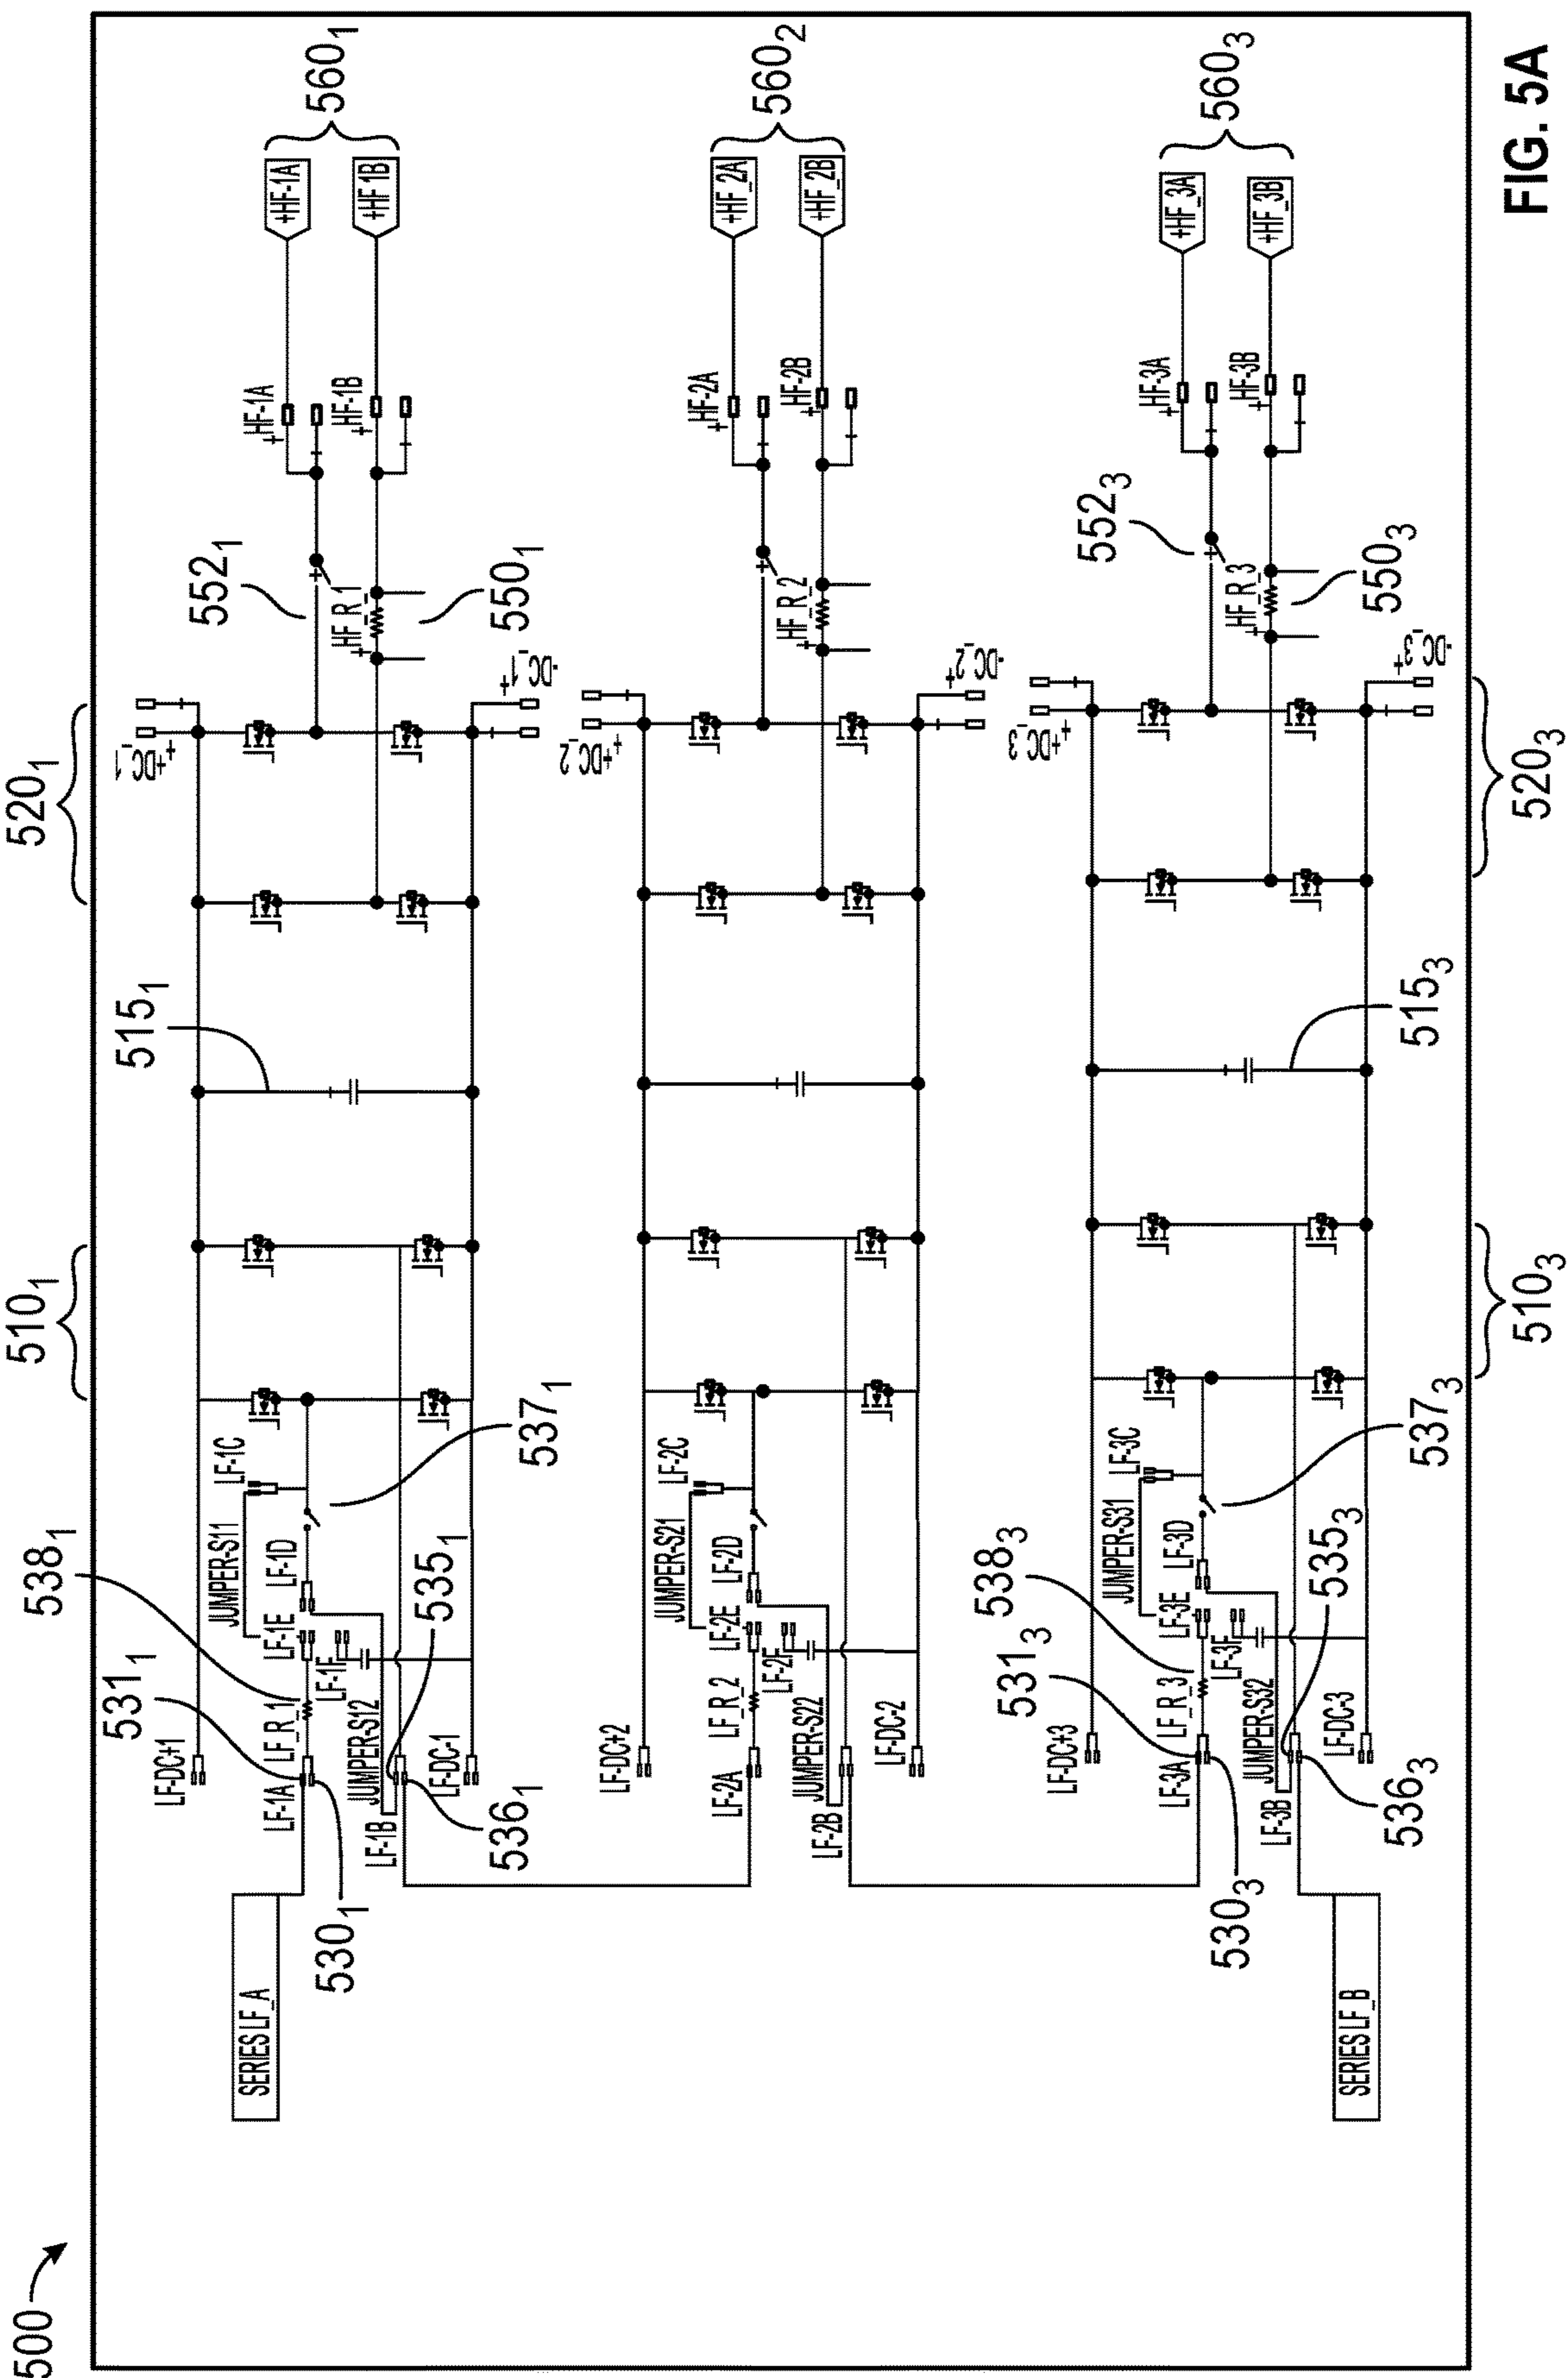 500
510₁
515₁
520₁
SERIES LF_A
531₁
538₁
LF-DC+1
LF-1A
LF_R_1
530₁
LF-1E
LF-1F
LF-1D
JUMPER-S11
LF-1C
JUMPER-S12
LF-1B
535₁
536₁
LF-DC-1
537₁
+DC_1
-DC_1
552₁
HF_R_1
550₁
HF-1A
HF-1B
+HF-1A
+HF_1B
560₁
LF-DC+2
LF-2A
LF_R_2
LF-2E
LF-2F
LF-2D
JUMPER-S21
LF-2C
JUMPER-S22
LF-2B
LF-DC-2
+DC_2
-DC_2
HF_R_2
HF-2A
HF-2B
+HF_2A
+HF_2B
560₂
531₃
538₃
LF-DC+3
LF-3A
LF_R_3
530₃
LF-3E
LF-3F
LF-3D
JUMPER-S31
LF-3C
JUMPER-S32
LF-3B
535₃
536₃
LF-DC-3
537₃
SERIES LF_B
510₃
515₃
520₃
+DC_3
-DC_3
552₃
HF_R_3
550₃
HF-3A
HF-3B
+HF_3A
+HF_3B
560₃
FIG. 5A